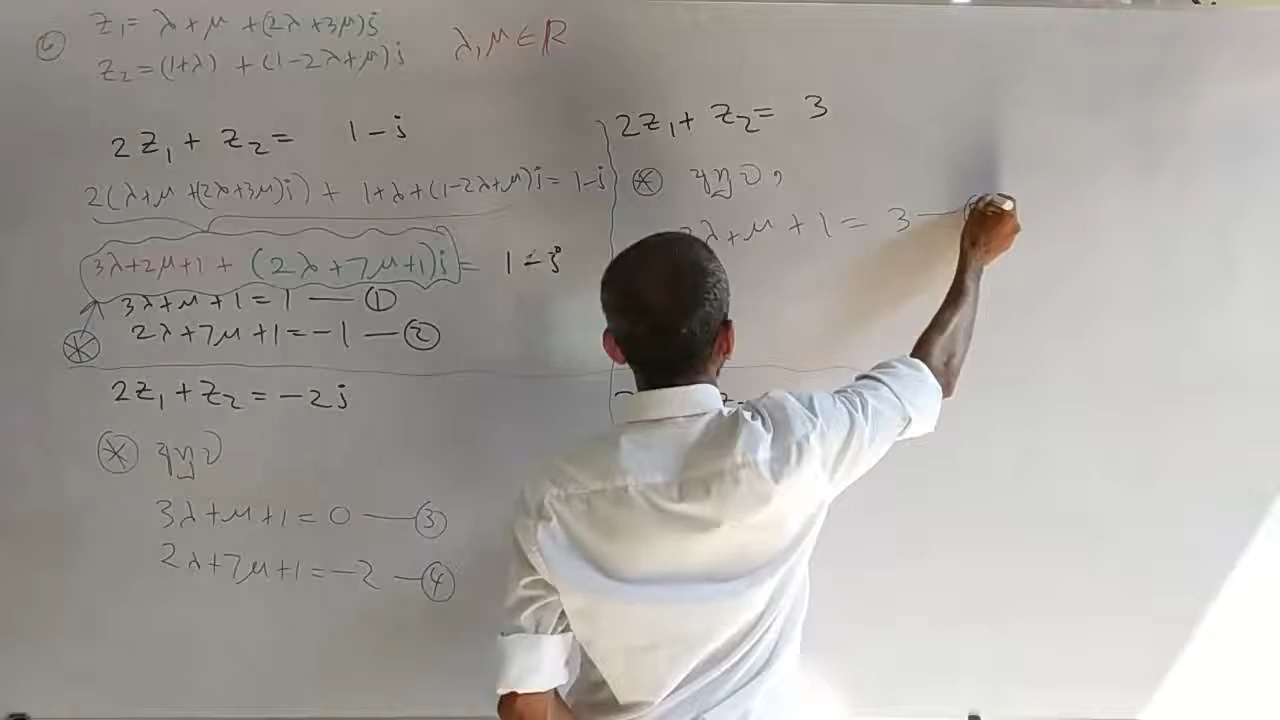 ⑥ z₁ = λ+μ +(2λ+3μ)i
z₂ =(1+λ) + (1-2λ+μ)i λ,μ ∈ ℝ
2z₁ + z₂ = 1-i
2(λ+μ +(2λ+3μ)i) + 1+λ+(1-2λ+μ)i = 1-i
3λ+2μ+1 + (2λ+7μ+1)i = 1-i
3λ+μ+1 = 1 — ①
2λ+7μ+1=-1 — ②
2z₁+z₂ = -2i
3λ+μ+1 = 0 — ③
2λ+7μ+1=-2 — ④
2z₁+ z₂ = 3
λ+μ+1 = 3 —